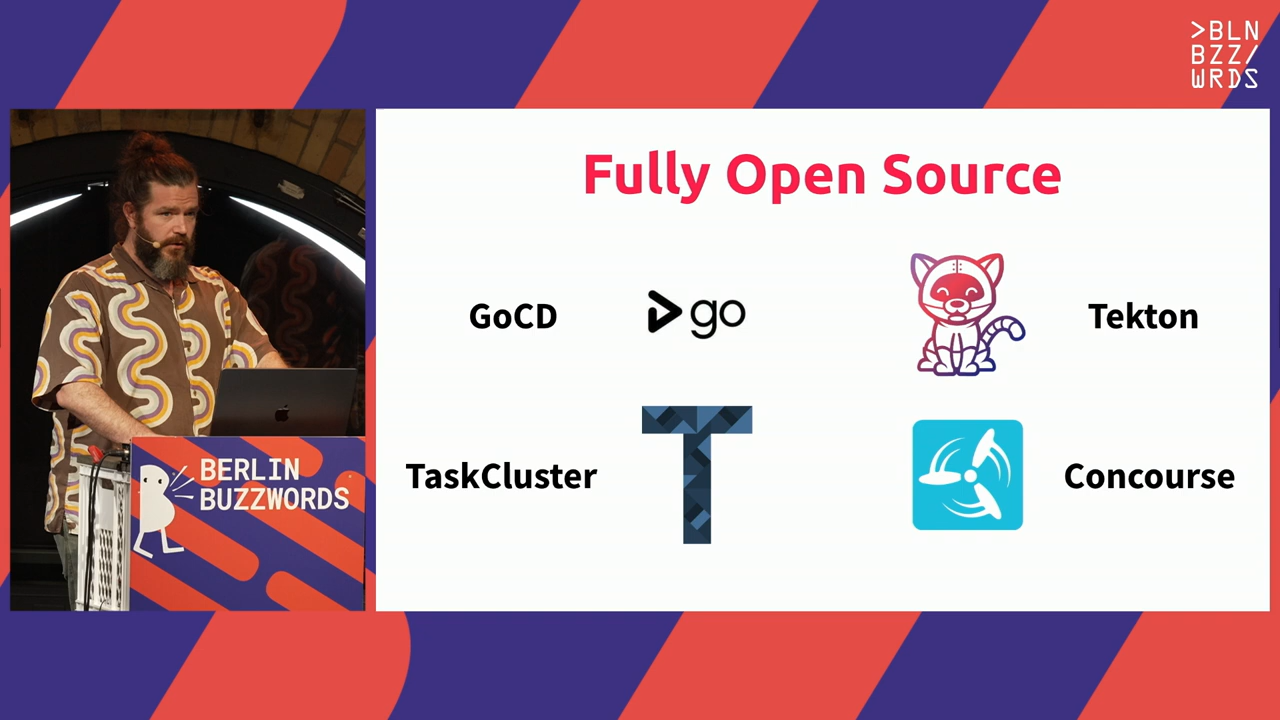 >BLN
BZZ/
WRDS
Fully Open Source
GoCD
go
Tekton
TaskCluster
T
Concourse
BERLIN
BUZZWORDS